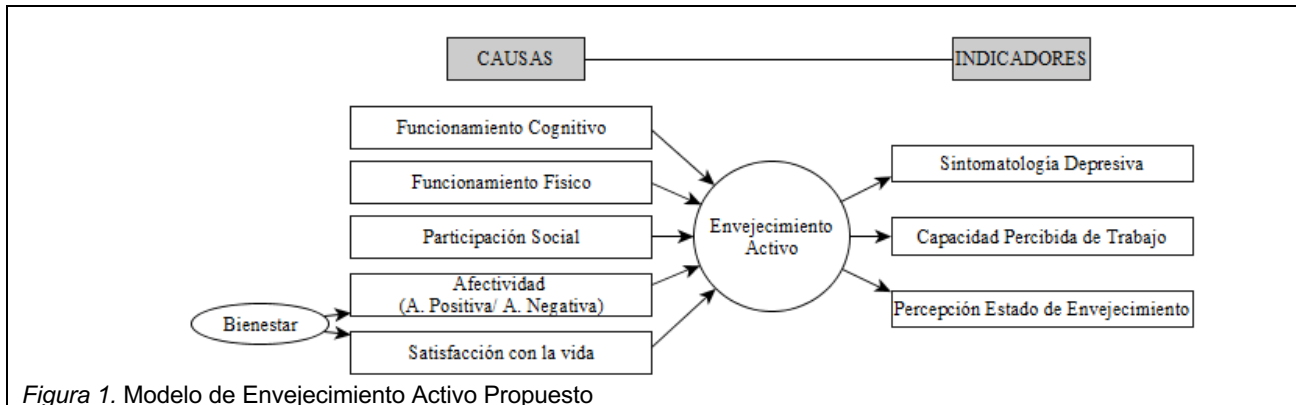 CAUSAS
INDICADORES
Funcionamiento Cognitivo
Funcionamiento Físico
Participación Social
Afectividad
(A. Positiva/ A. Negativa)
Satisfacción con la vida
Bienestar
Envejecimiento
Activo
Sintomatología Depresiva
Capacidad Percibida de Trabajo
Percepción Estado de Envejecimiento
Figura 1. Modelo de Envejecimiento Activo Propuesto